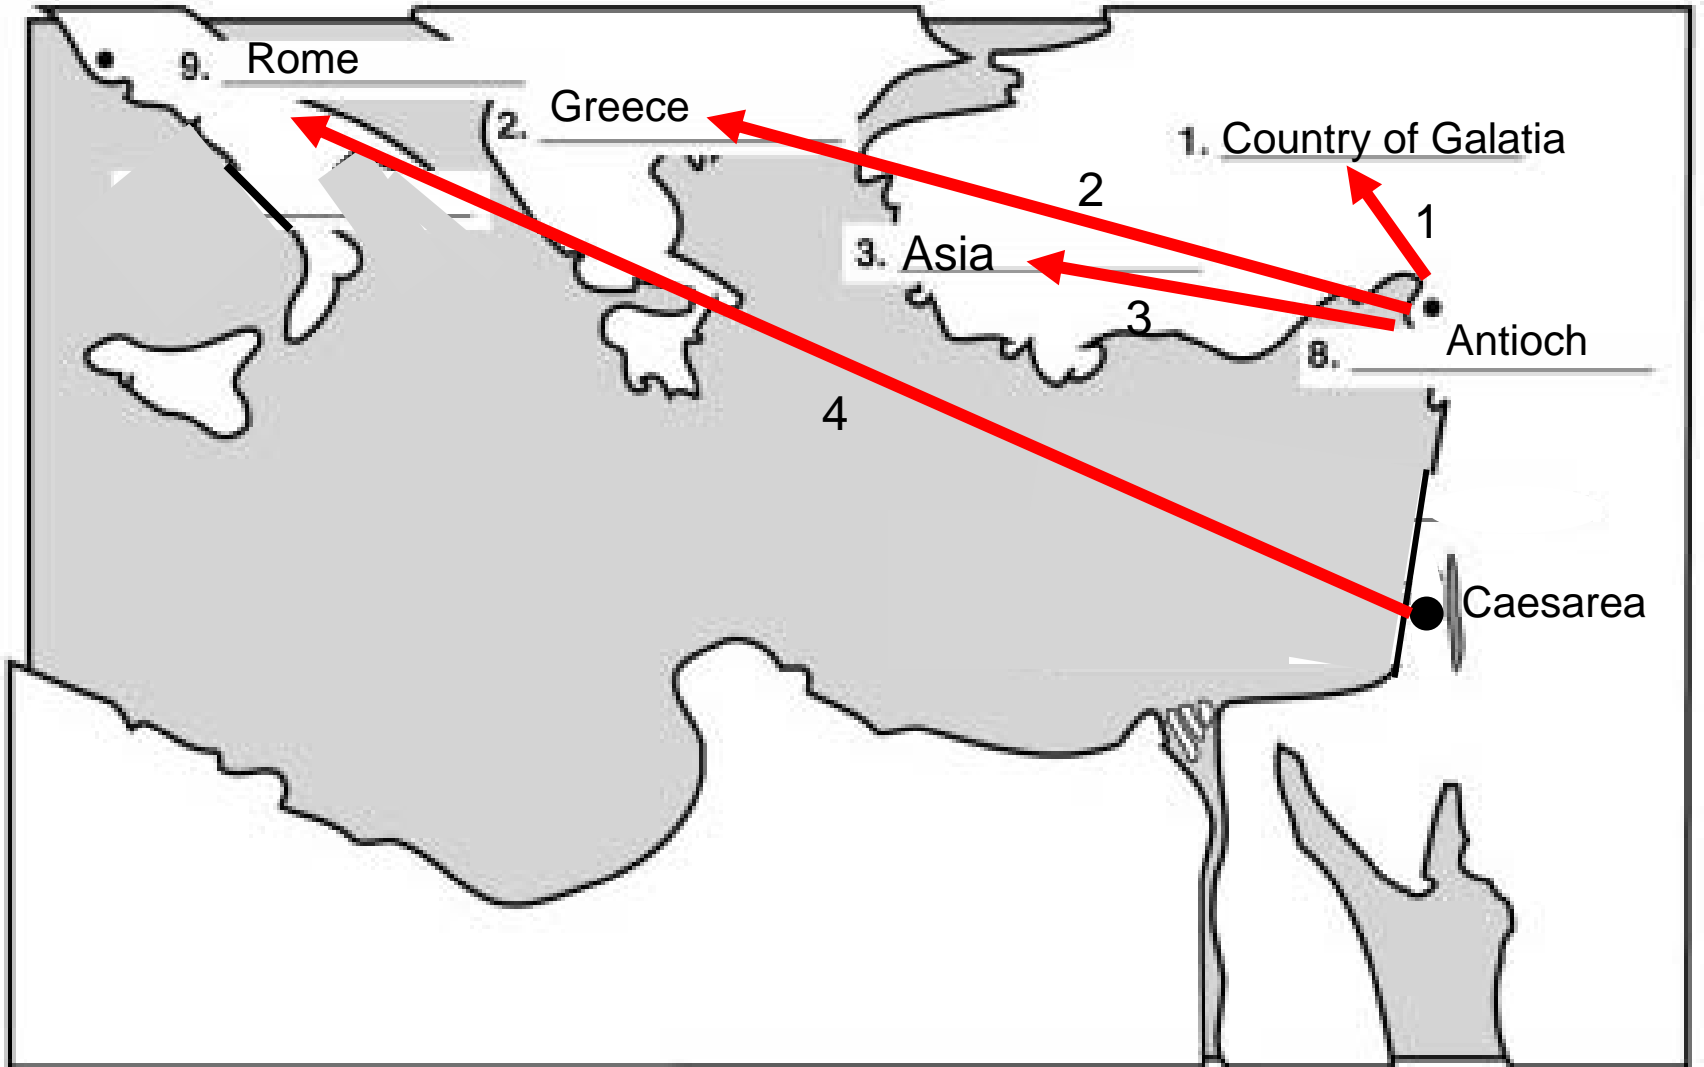 9. Rome
2. Greece
1. Country of Galatia
2
1
3. Asia
3
8. Antioch
4
Caesarea